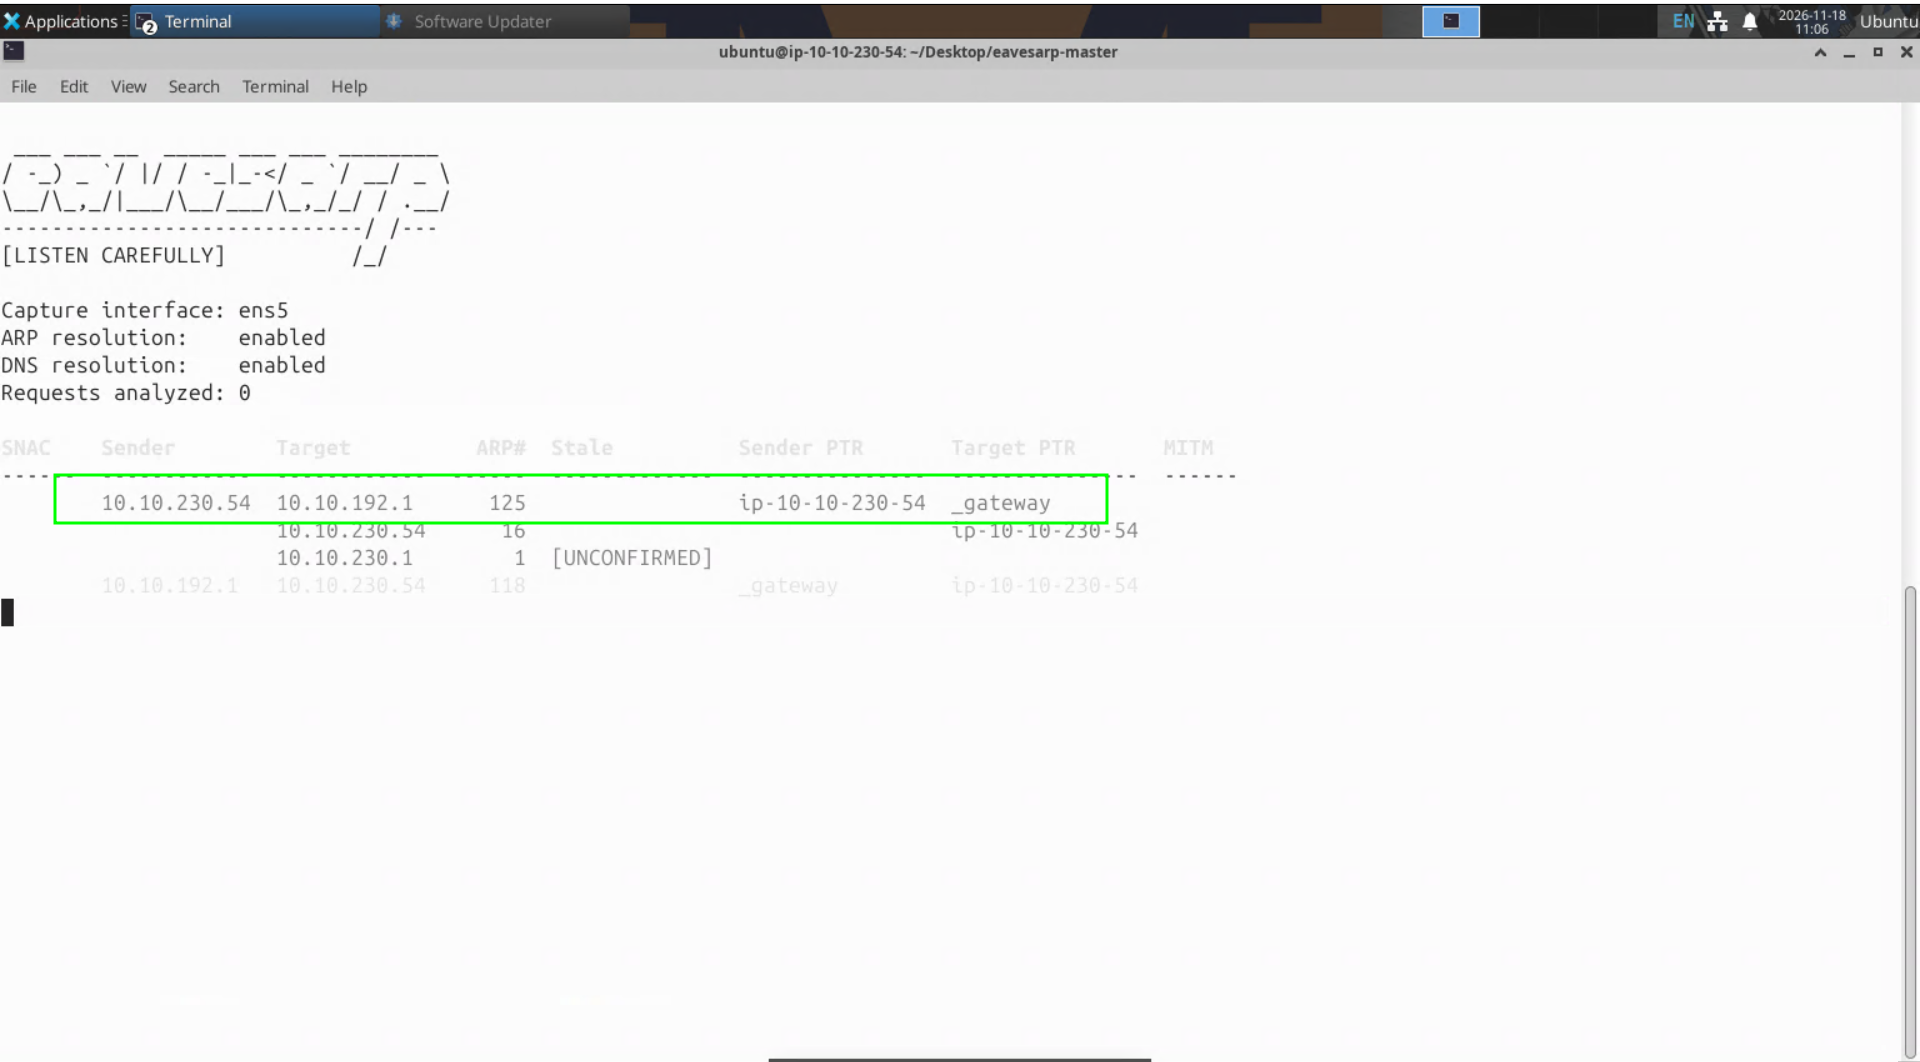 Applications Terminal Software Updater EN 2026-11-18 11:06 Ubuntu
2
ubuntu@ip-10-10-230-54: ~/Desktop/eavesarp-master
File Edit View Search Terminal Help
[LISTEN CAREFULLY]
Capture interface: ens5
ARP resolution: enabled
DNS resolution: enabled
Requests analyzed: 0
SNAC Sender Target ARP# Stale Sender PTR Target PTR MITM
10.10.230.54 10.10.192.1 125 ip-10-10-230-54 _gateway
10.10.230.54 16 ip-10-10-230-54
10.10.230.1 1 [UNCONFIRMED]
10.10.192.1 10.10.230.54 118 _gateway ip-10-10-230-54